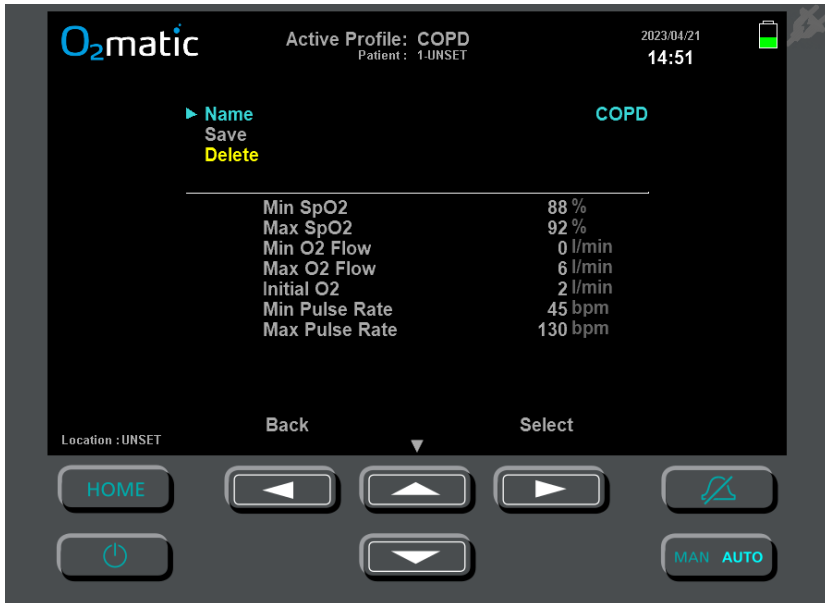 O2matic
Active Profile: COPD
Patient : 1-UNSET
2023/04/21
14:51
Name COPD
Save
Delete
Min SpO2 88 %
Max SpO2 92 %
Min O2 Flow 0 l/min
Max O2 Flow 6 l/min
Initial O2 2 l/min
Min Pulse Rate 45 bpm
Max Pulse Rate 130 bpm
Back Select
Location :UNSET
HOME
MAN AUTO